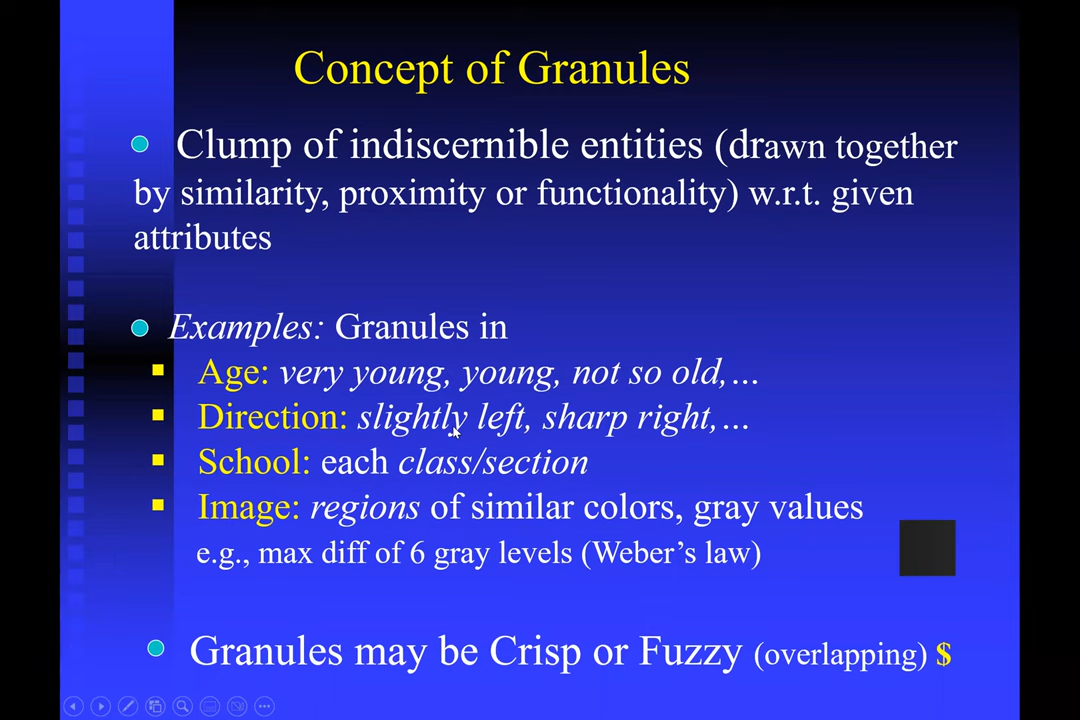 Concept of Granules
Clump of indiscernible entities (drawn together
by similarity, proximity or functionality) w.r.t. given
attributes
Examples: Granules in
Age: very young, young, not so old,…
Direction: slightly left, sharp right,…
School: each class/section
Image: regions of similar colors, gray values
e.g., max diff of 6 gray levels (Weber’s law)
Granules may be Crisp or Fuzzy (overlapping) $